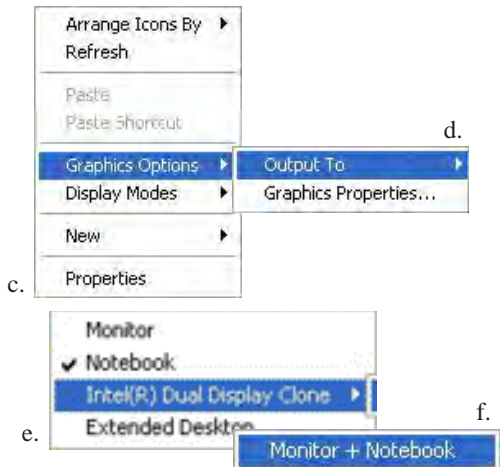 Arrange Icons By
Refresh
Paste
Paste Shortcut
d.
Graphics Options
Output To
Display Modes
Graphics Properties...
New
Properties
c.
Monitor
Notebook
Intel(R) Dual Display Clone
f.
Extended Desktop
e.
Monitor + Notebook